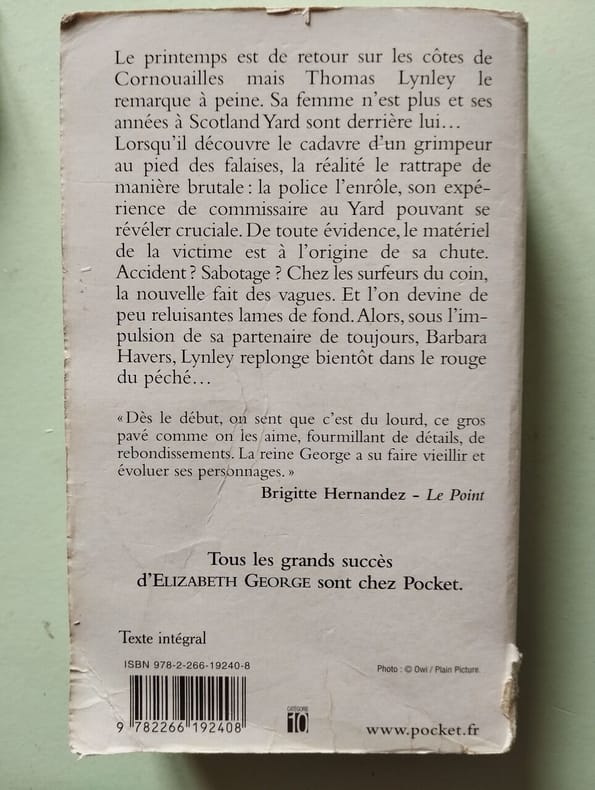 Le printemps est de retour sur les côtes de
Cornouailles mais Thomas Lynley le
remarque à peine. Sa femme n'est plus et ses
années à Scotland Yard sont derrière lui…
Lorsqu'il découvre le cadavre d'un grimpeur
au pied des falaises, la réalité le rattrape de
manière brutale : la police l'enrôle, son expé-
rience de commissaire au Yard pouvant se
révéler cruciale. De toute évidence, le matériel
de la victime est à l'origine de sa chute.
Accident ? Sabotage ? Chez les surfeurs du coin,
la nouvelle fait des vagues. Et l'on devine de
peu reluisantes lames de fond. Alors, sous l'im-
pulsion de sa partenaire de toujours, Barbara
Havers, Lynley replonge bientôt dans le rouge
du péché…
« Dès le début, on sent que c'est du lourd, ce gros
pavé comme on les aime, fourmillant de détails, de
rebondissements. La reine George a su faire vieillir et
évoluer ses personnages. »
Brigitte Hernandez – Le Point
Tous les grands succès
d'ELIZABETH GEORGE sont chez Pocket.
Texte intégral
ISBN 978-2-266-19240-8
Photo : © Owi / Plain Picture.
9 782266 192408
CATÉGORIE
10
www.pocket.fr